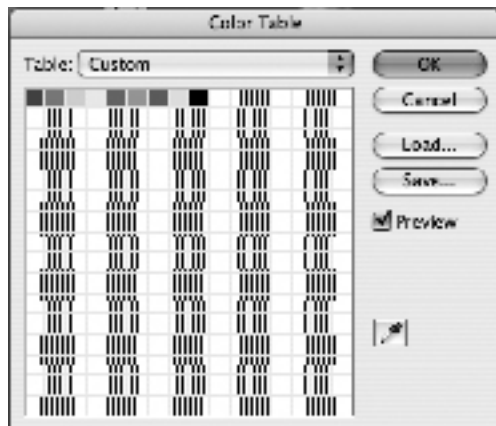 Color Table
Table: Custom
OK
Cancel
Load...
Save...
Preview